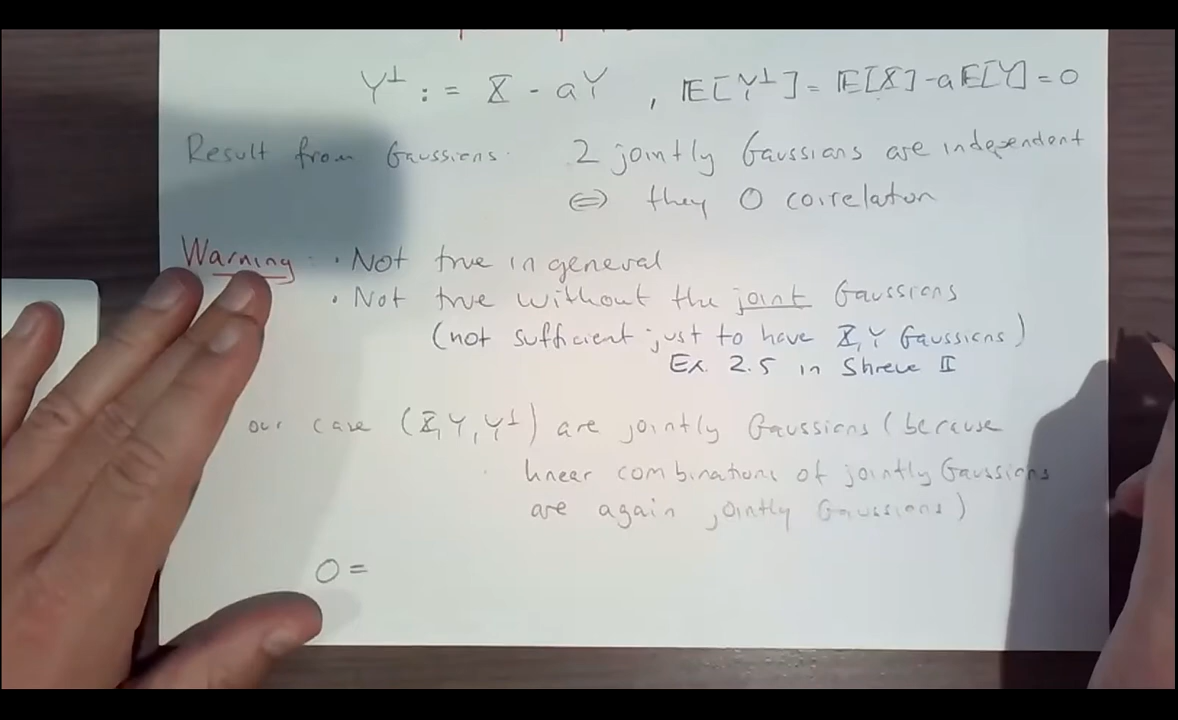 Y⊥ := X - aY , E[Y⊥] = E[X] - aE[Y] = 0
Result from Gaussians. 2 jointly Gaussians are independent
⇔ they 0 correlation
Warning: • Not true in general
• Not true without the joint Gaussians
(not sufficient just to have X, Y Gaussians)
Ex. 2.5 in Shreve II
our case (X, Y, Y⊥) are jointly Gaussians (because
linear combinations of jointly Gaussians
are again jointly Gaussians)
0 =